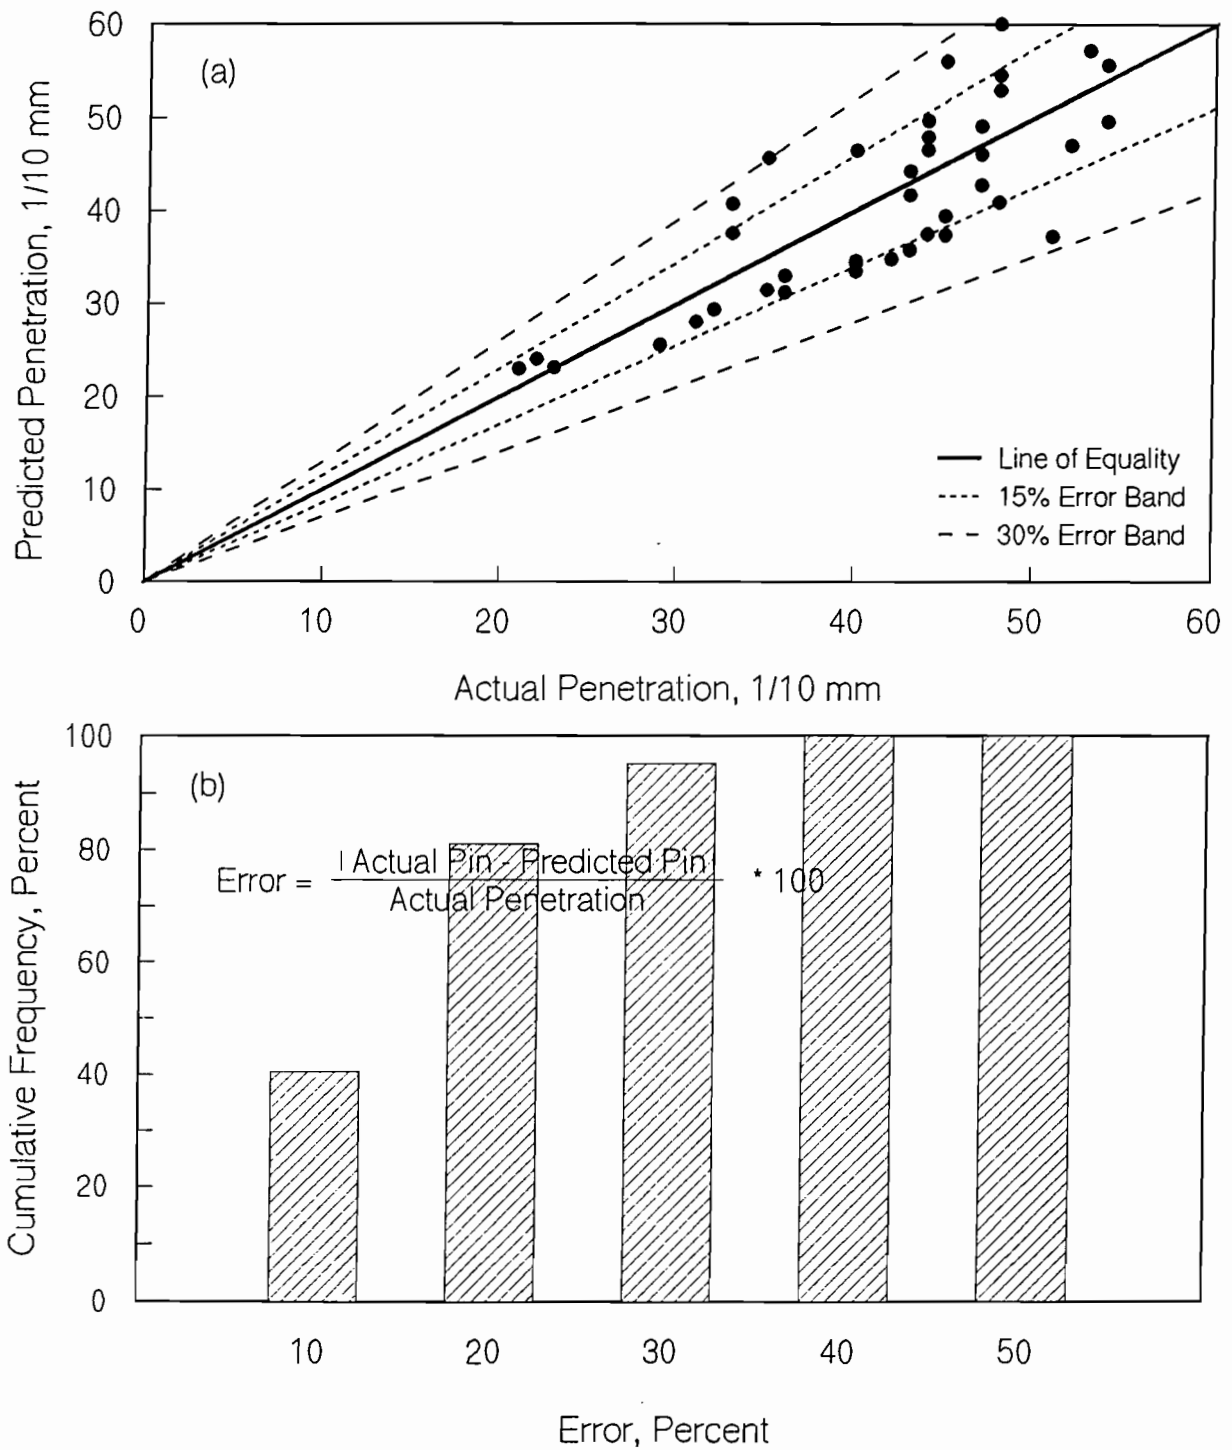 60
50
40
30
20
10
0
Predicted Penetration, 1/10 mm
(a)
Line of Equality
15% Error Band
30% Error Band
0 10 20 30 40 50 60
Actual Penetration, 1/10 mm
100
80
60
40
20
0
Cumulative Frequency, Percent
(b)
Error = | Actual Pin - Predicted Pin | * 100
Actual Penetration
10 20 30 40 50
Error, Percent